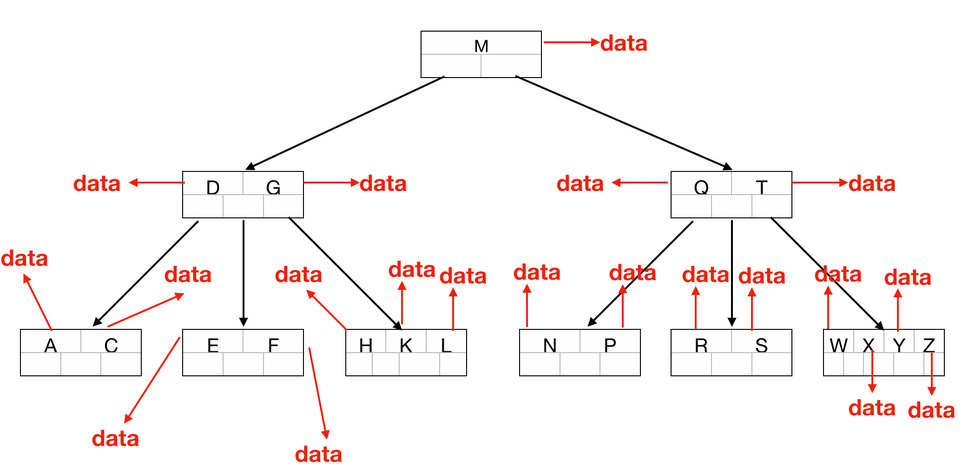 M
data
data
D G
data
data
Q T
data
data
data
data
data
data
data
data
data
data
data
data
A C
E F
H K L
N P
R S
W X Y Z
data
data
data
data